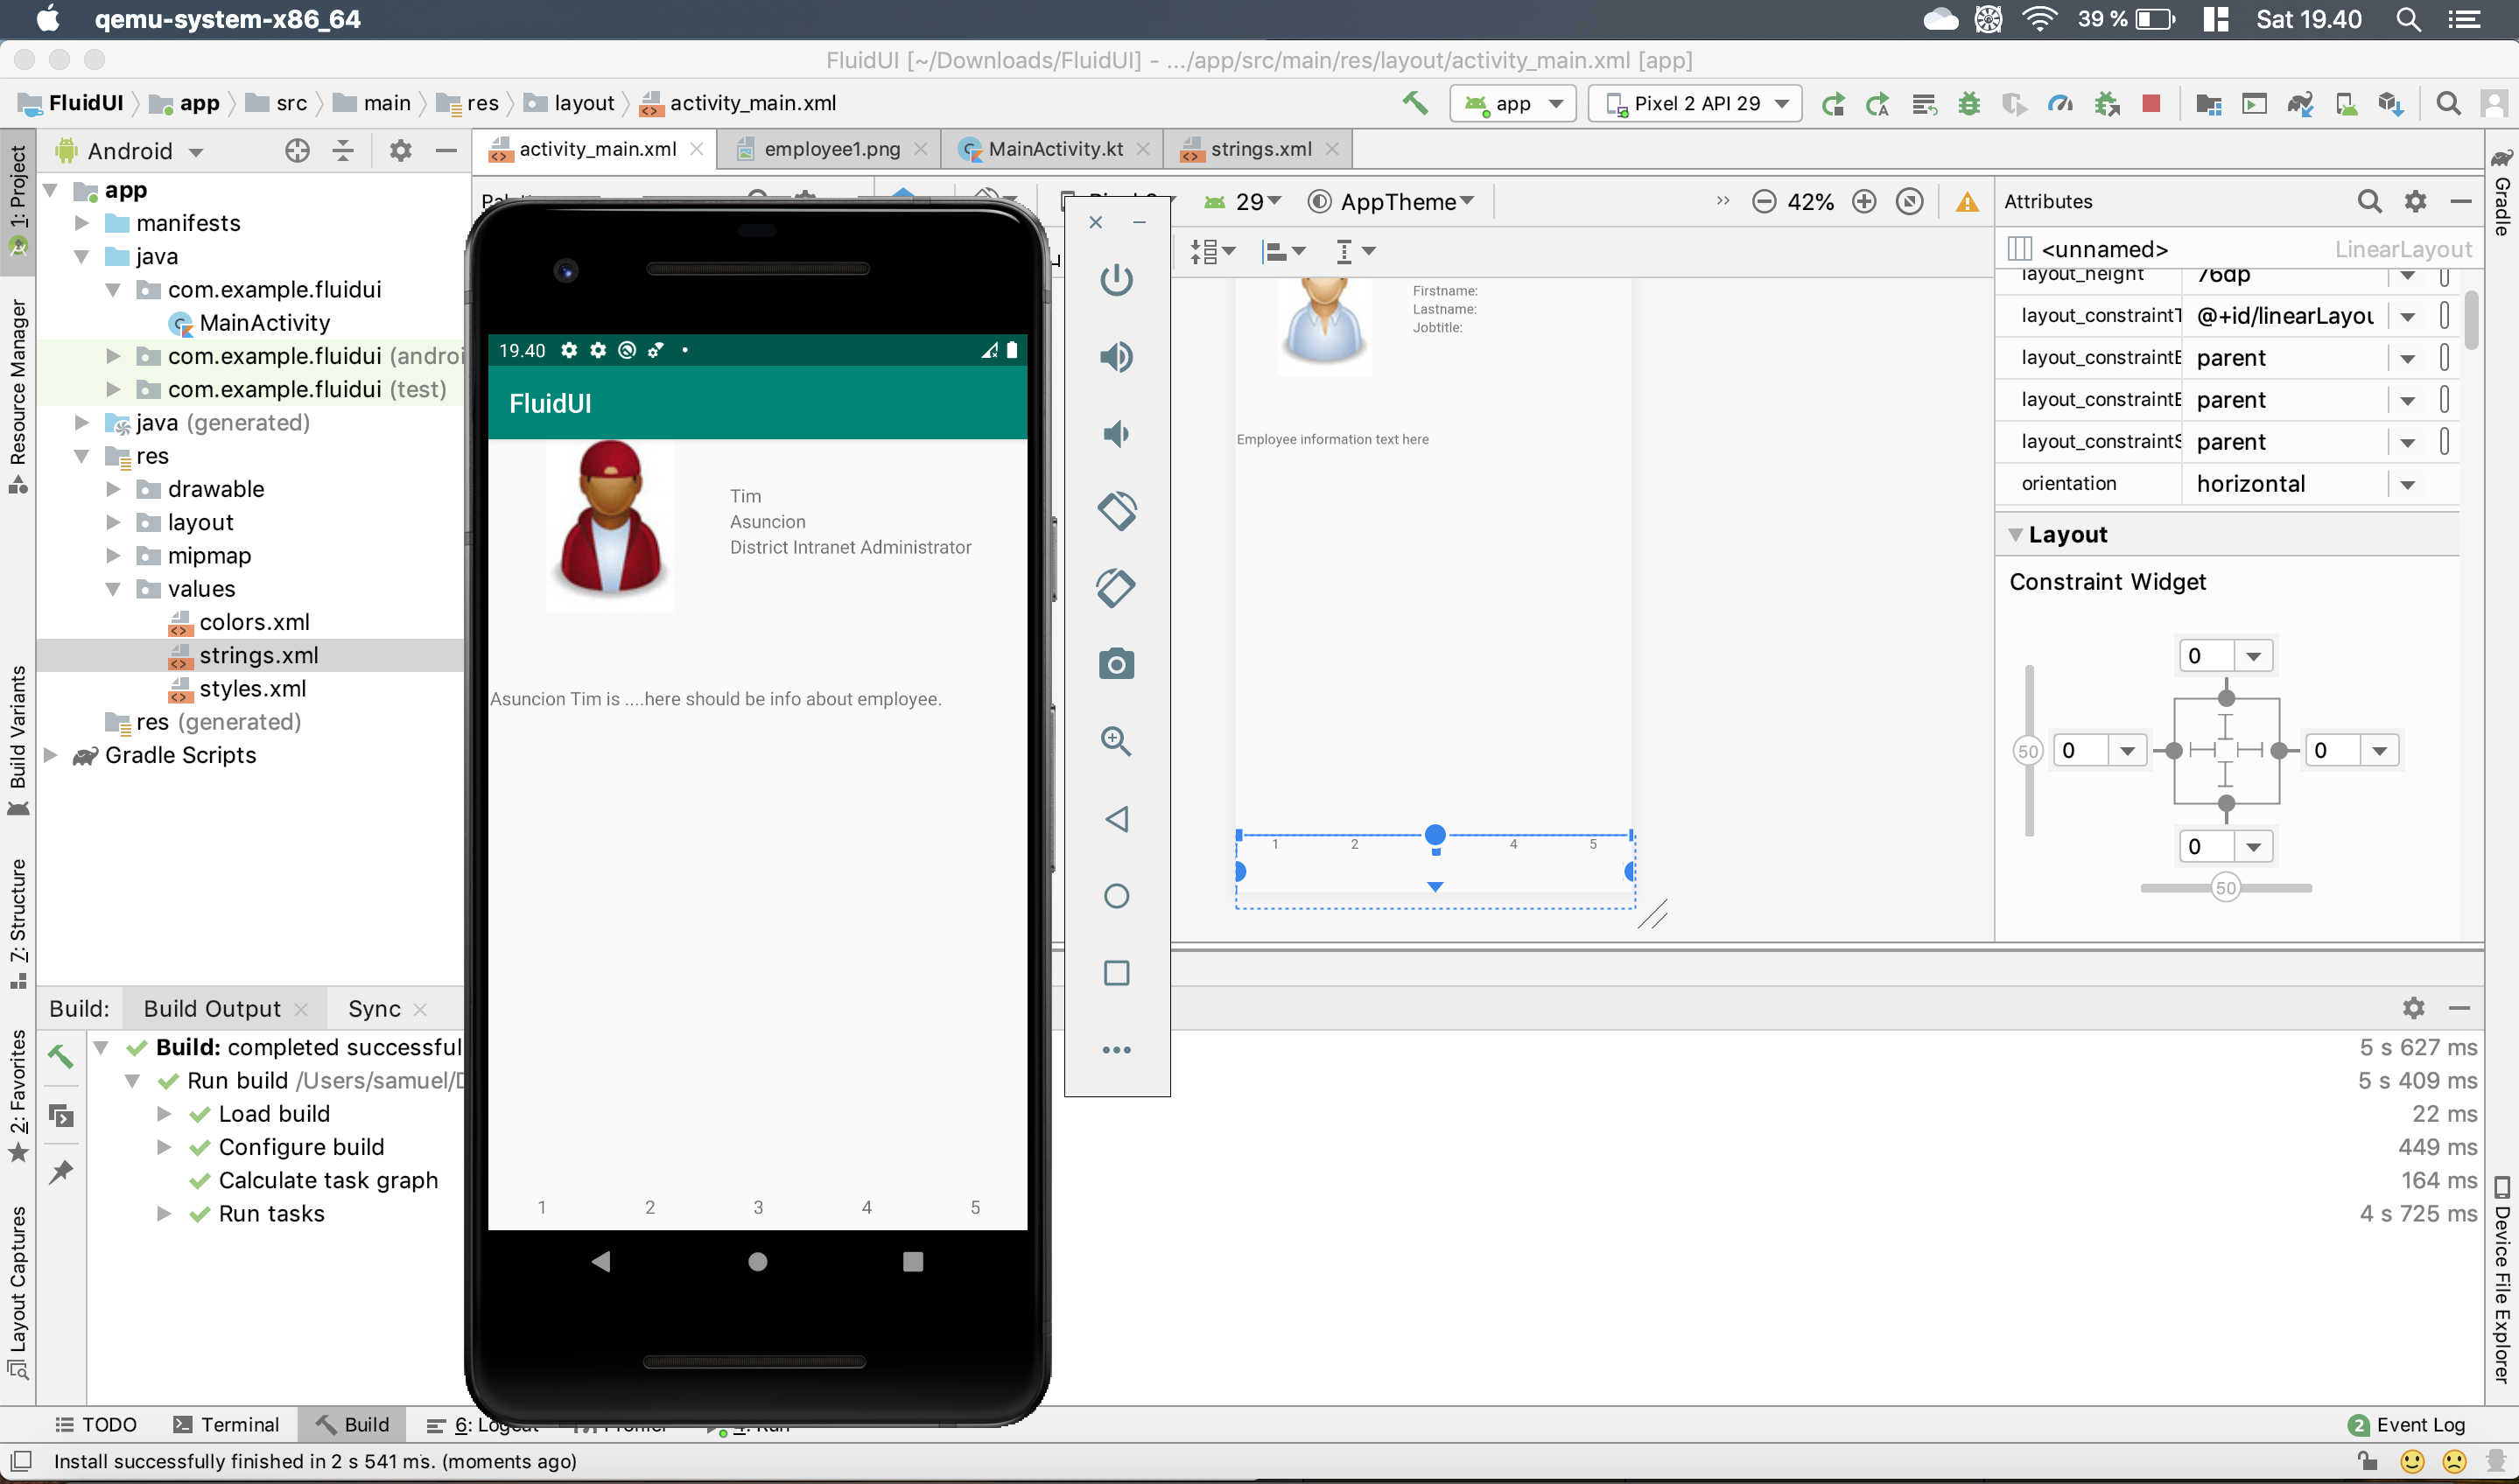 qemu-system-x86_64
39 %
Sat 19.40
FluidUI [~/Downloads/FluidUI] - .../app/src/main/res/layout/activity_main.xml [app]
FluidUI
app
src
main
res
layout
activity_main.xml
app
Pixel 2 API 29
1: Project
Resource Manager
Build Variants
7: Structure
2: Favorites
Layout Captures
Android
app
manifests
java
com.example.fluidui
MainActivity
com.example.fluidui (androi
com.example.fluidui (test)
java (generated)
res
drawable
layout
mipmap
values
colors.xml
strings.xml
styles.xml
res (generated)
Gradle Scripts
activity_main.xml
employee1.png
MainActivity.kt
strings.xml
29
AppTheme
42%
19.40
FluidUI
Tim
Asuncion
District Intranet Administrator
Asuncion Tim is ....here should be info about employee.
1 2 3 4 5
Firstname:
Lastname:
Jobtitle:
Employee information text here
1 2 4 5
Attributes
<unnamed>
LinearLayout
layout_height 76dp
layout_constraintT @+id/linearLayou
layout_constraintE parent
layout_constraintE parent
layout_constraintS parent
orientation horizontal
Layout
Constraint Widget
0
50
0
0
0
50
Gradle
Device File Explorer
Build:
Build Output
Sync
Build: completed successful
5 s 627 ms
Run build /Users/samuel/D
5 s 409 ms
Load build
22 ms
Configure build
449 ms
Calculate task graph
164 ms
Run tasks
4 s 725 ms
TODO
Terminal
Build
6: Logcat
4: Run
2 Event Log
Install successfully finished in 2 s 541 ms. (moments ago)